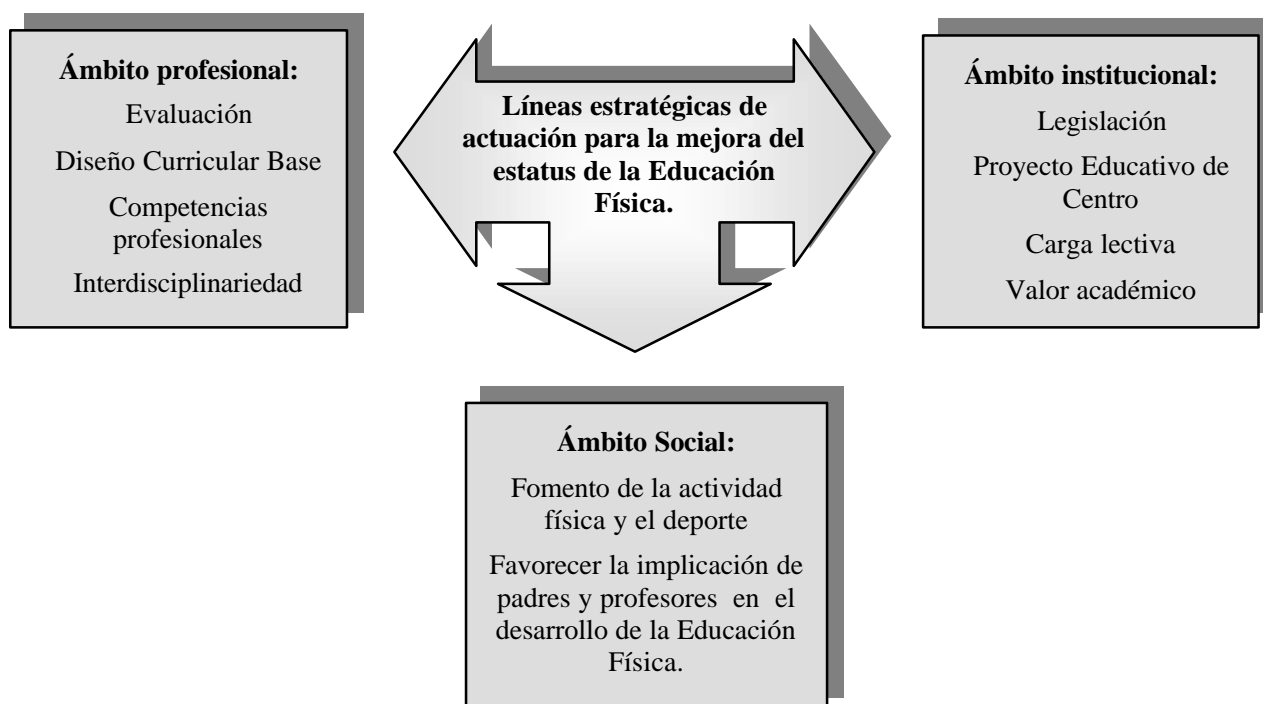 Ámbito profesional:
Evaluación
Diseño Curricular Base
Competencias
profesionales
Interdisciplinariedad
Líneas estratégicas de
actuación para la mejora del
estatus de la Educación
Física.
Ámbito institucional:
Legislación
Proyecto Educativo de
Centro
Carga lectiva
Valor académico
Ámbito Social:
Fomento de la actividad
física y el deporte
Favorecer la implicación de
padres y profesores en el
desarrollo de la Educación
Física.